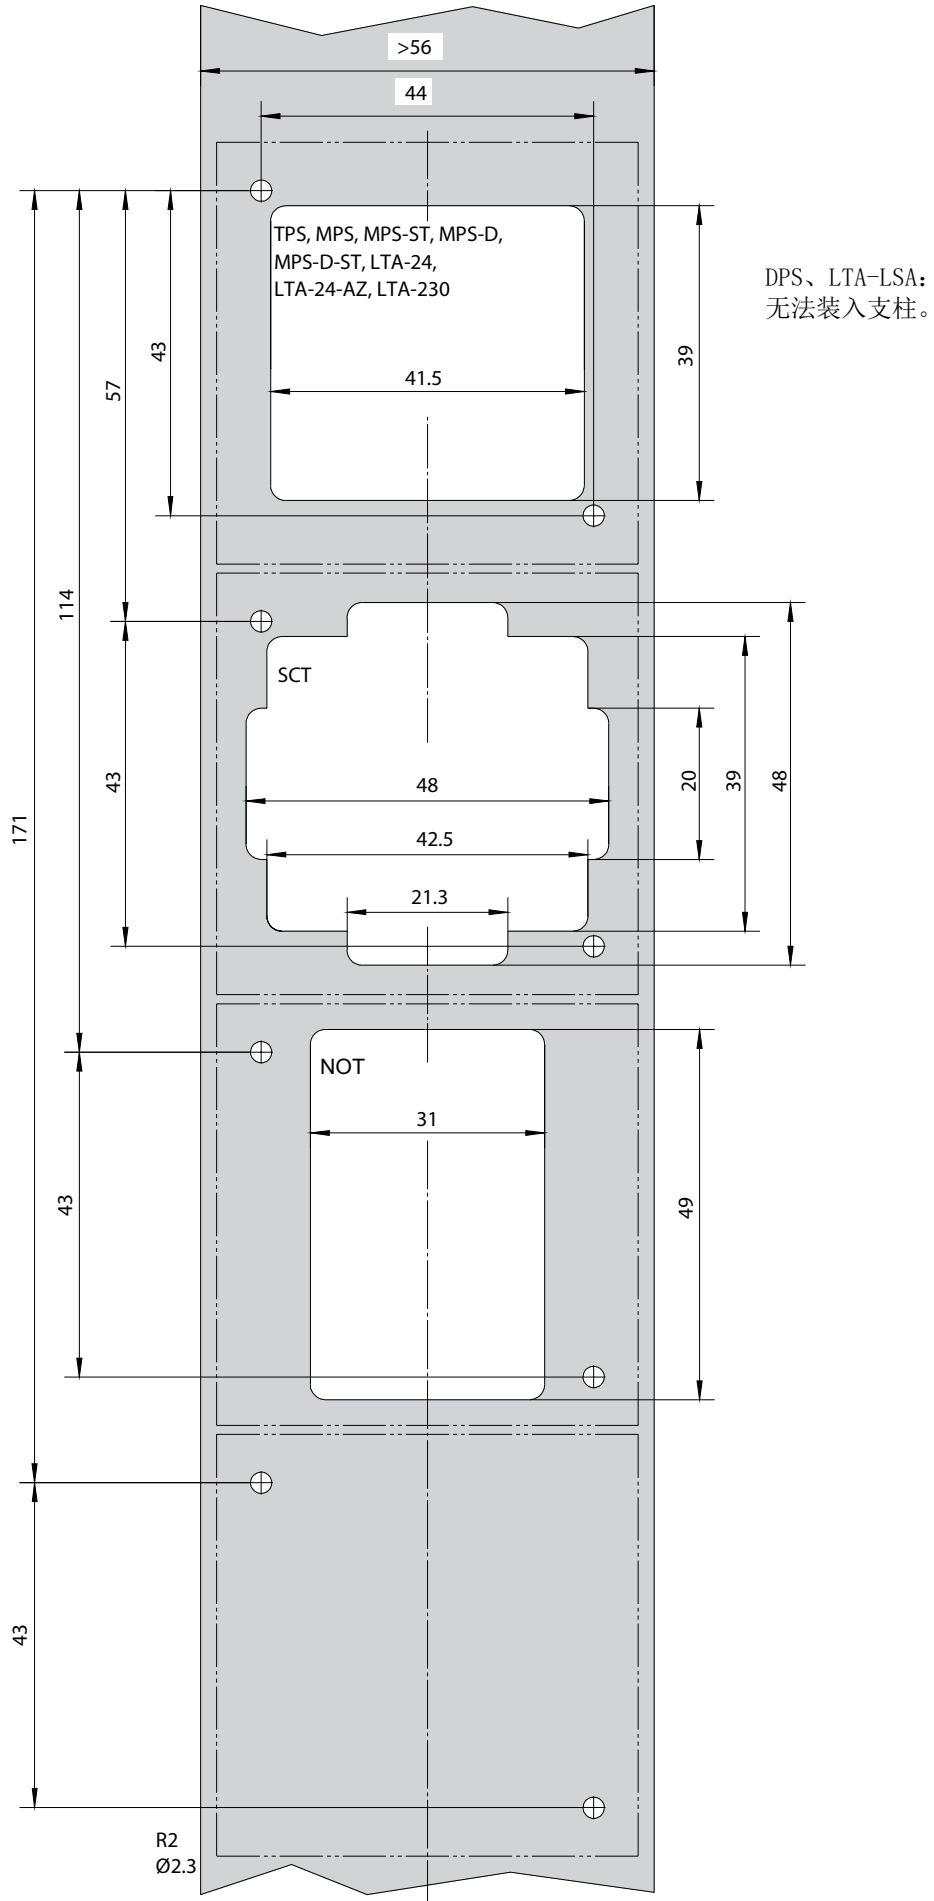 >56
44
TPS, MPS, MPS-ST, MPS-D,
MPS-D-ST, LTA-24,
LTA-24-AZ, LTA-230
DPS、LTA-LSA:
无法装入支柱。
43
39
57
41.5
114
SCT
43
48
20
39
48
42.5
171
21.3
NOT
31
43
49
43
R2
Ø2.3